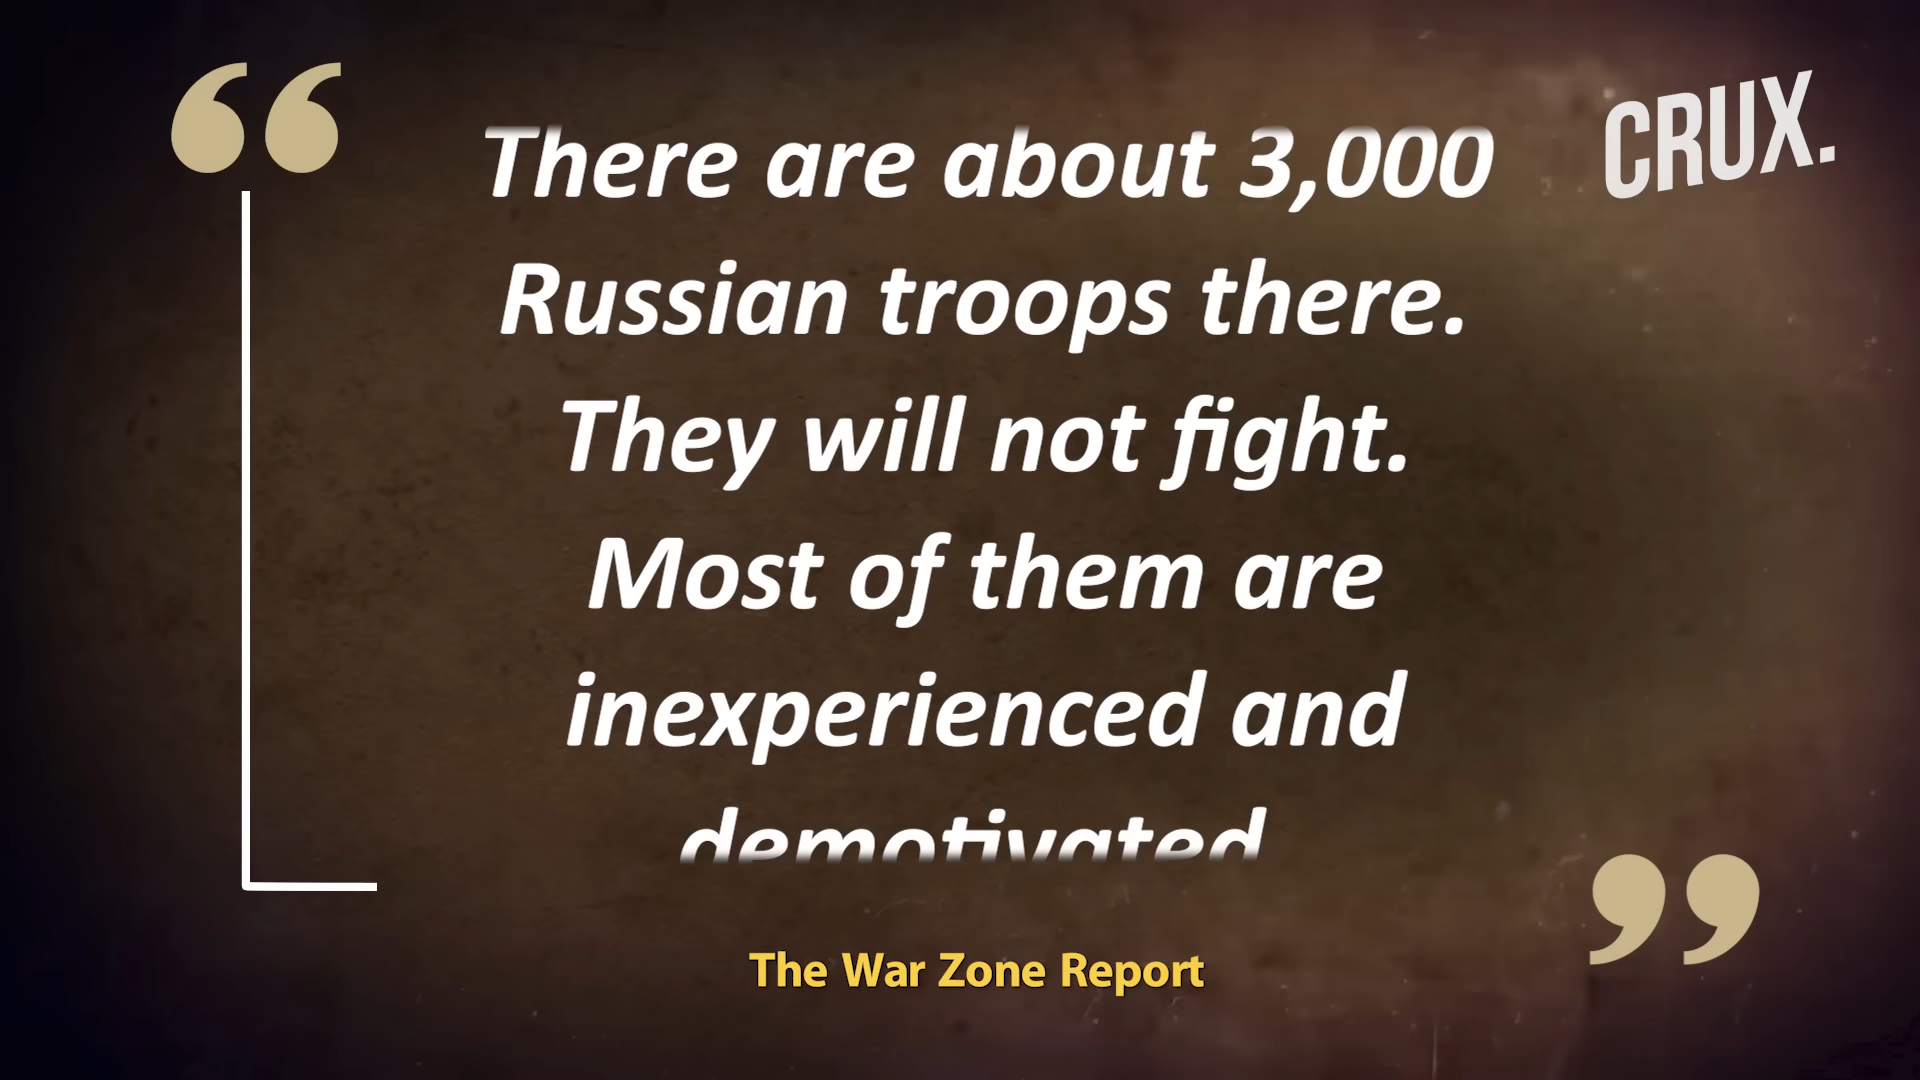 There are about 3,000
CRUX.
Russian troops there.
They will not fight.
Most of them are
inexperienced and
demotivated
The War Zone Report